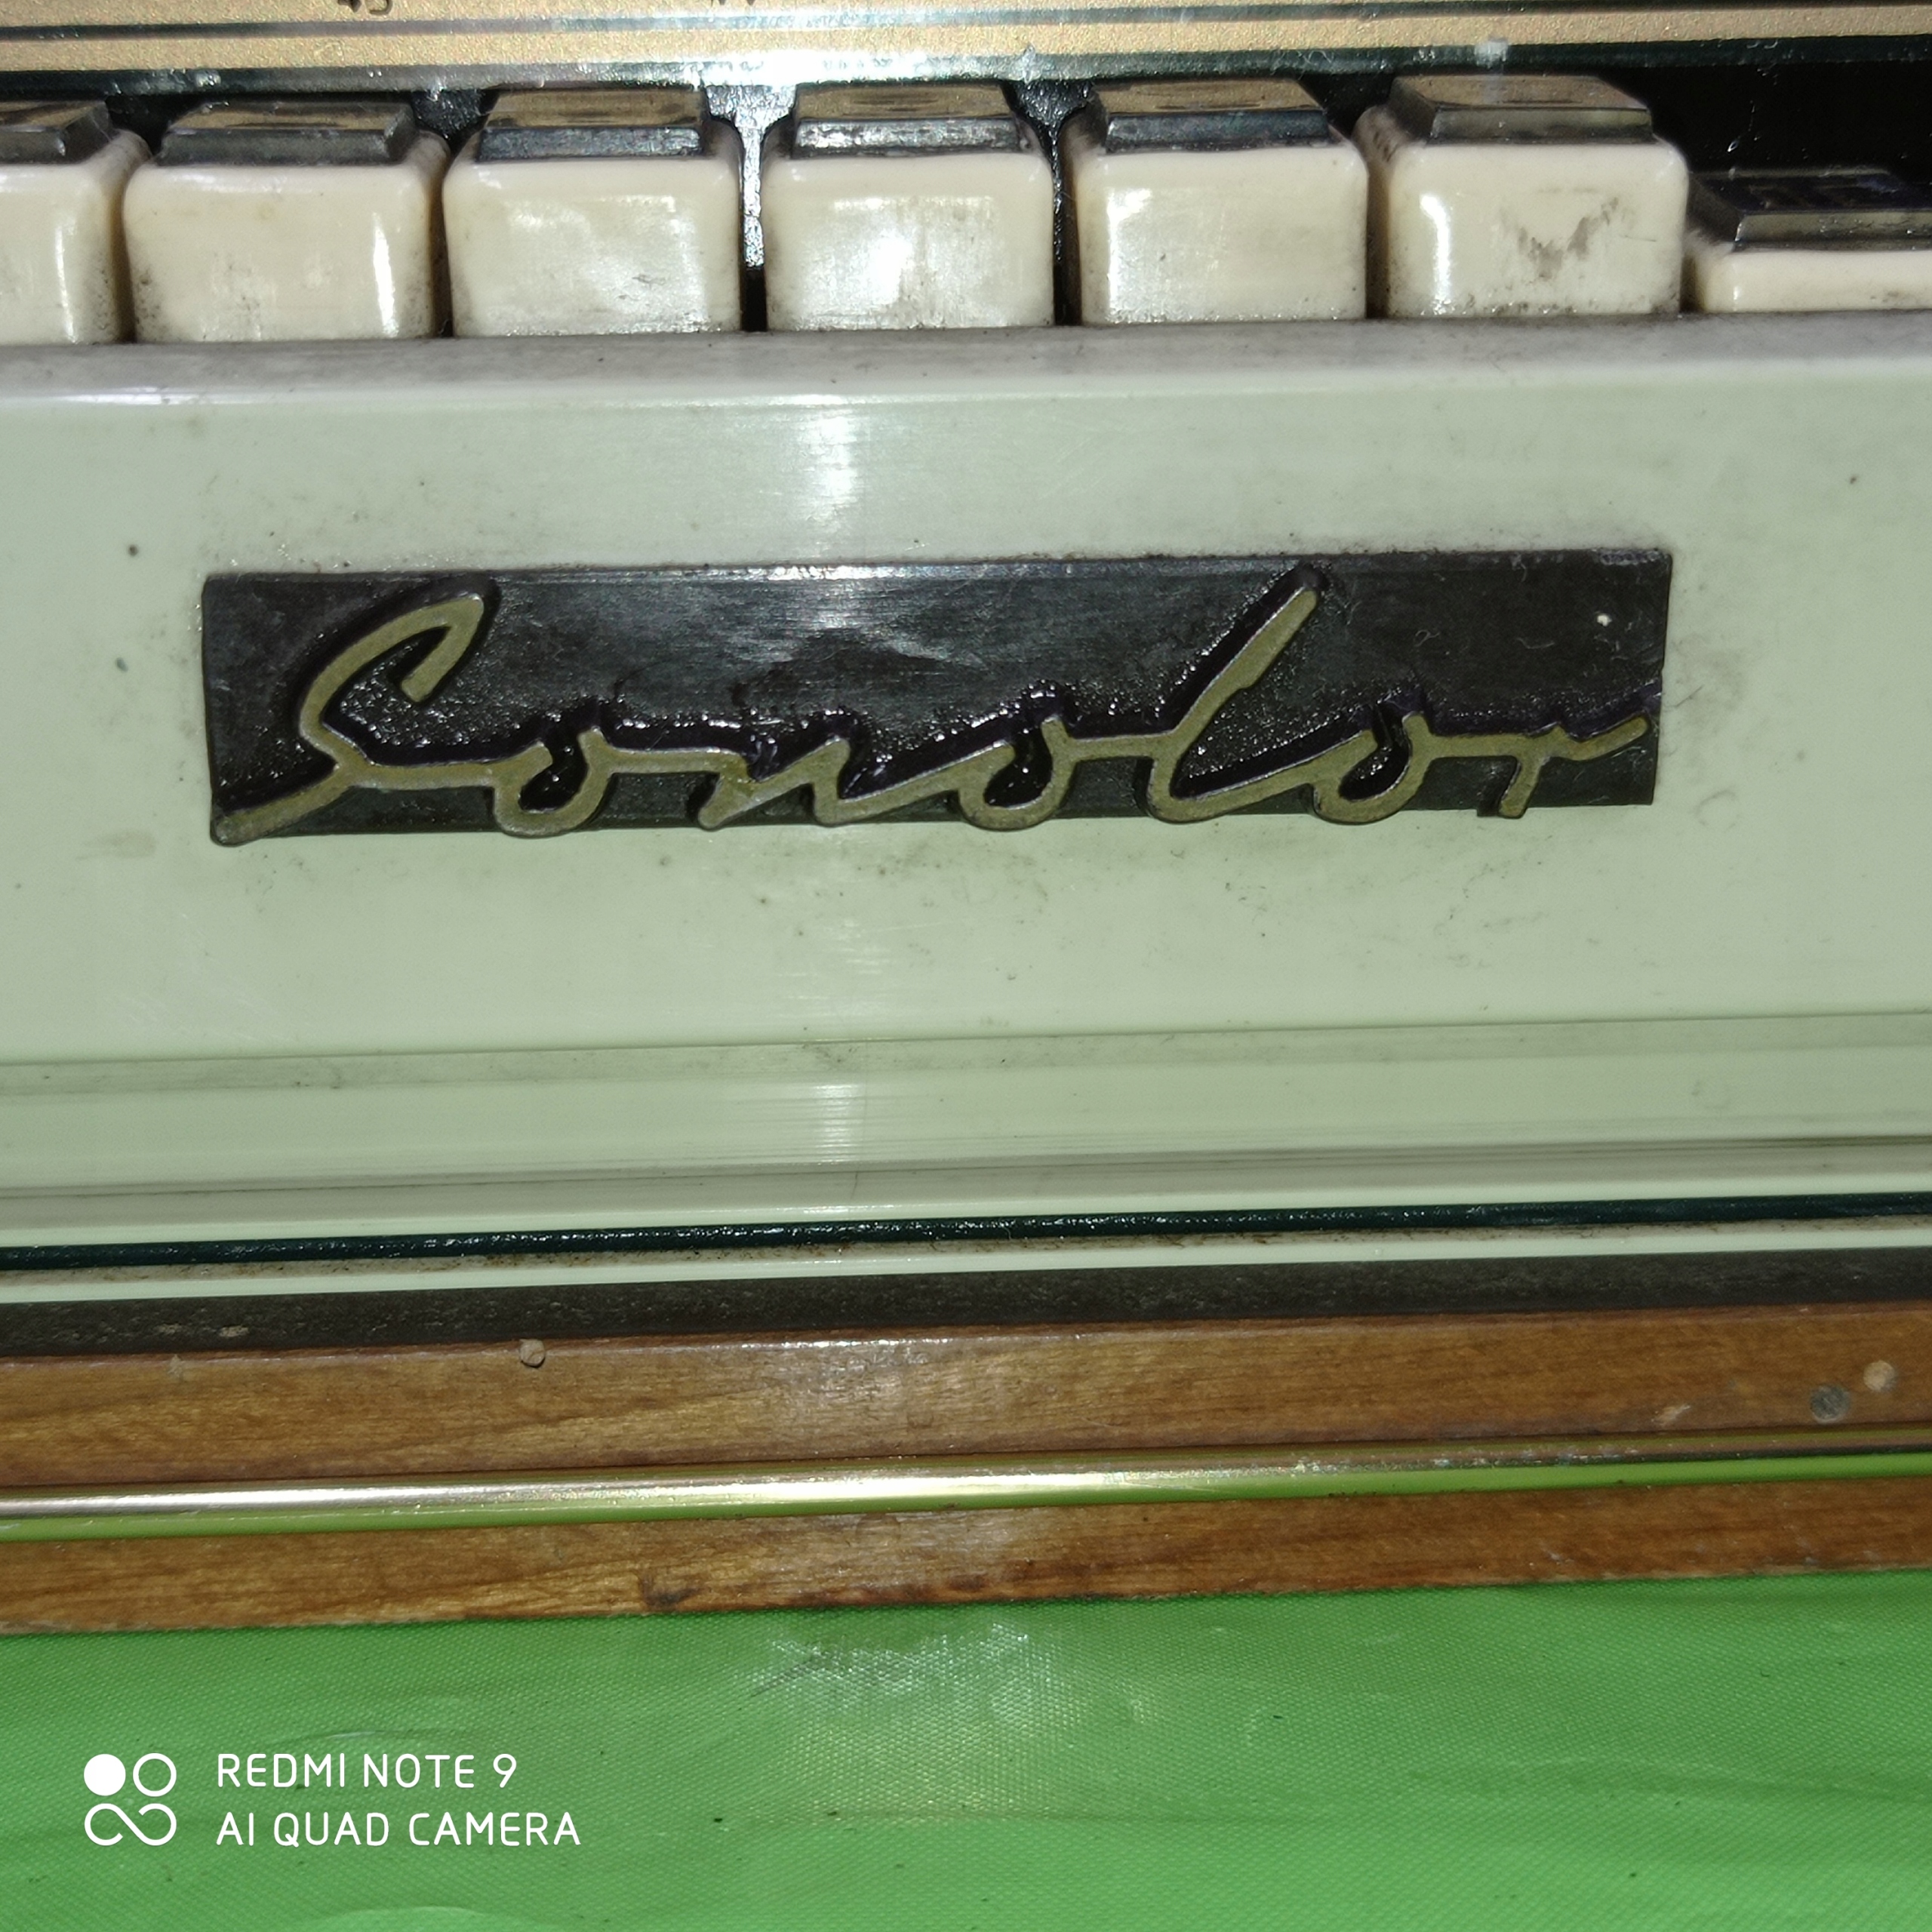 Sonolor
REDMI NOTE 9
AI QUAD CAMERA